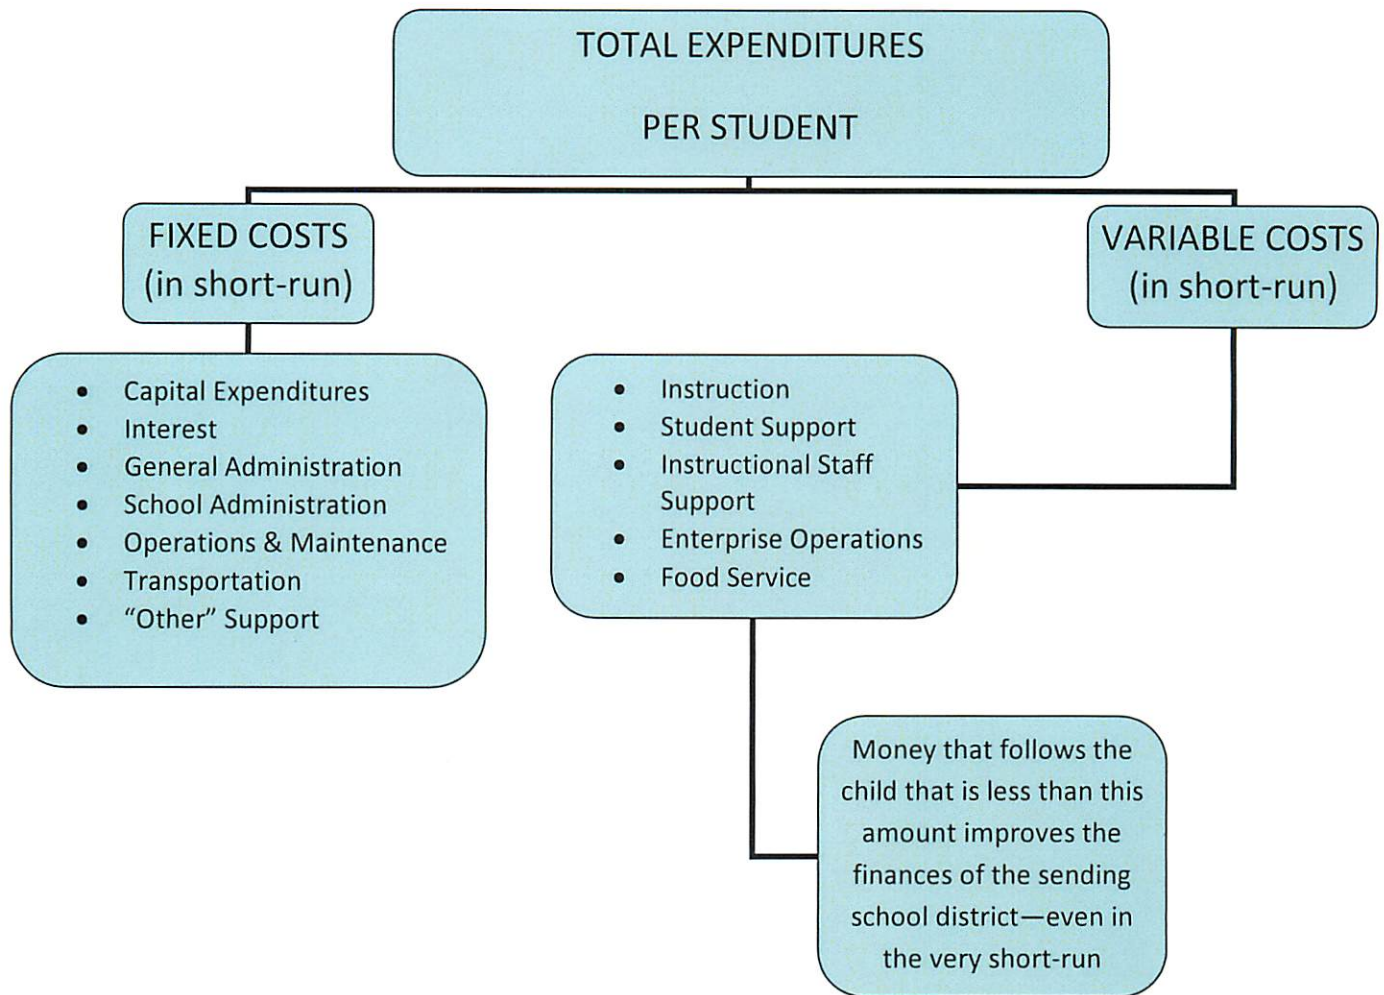 TOTAL EXPENDITURES
PER STUDENT
FIXED COSTS
(in short-run)
VARIABLE COSTS
(in short-run)
• Capital Expenditures
• Interest
• General Administration
• School Administration
• Operations & Maintenance
• Transportation
• “Other” Support
• Instruction
• Student Support
• Instructional Staff
Support
• Enterprise Operations
• Food Service
Money that follows the
child that is less than this
amount improves the
finances of the sending
school district—even in
the very short-run